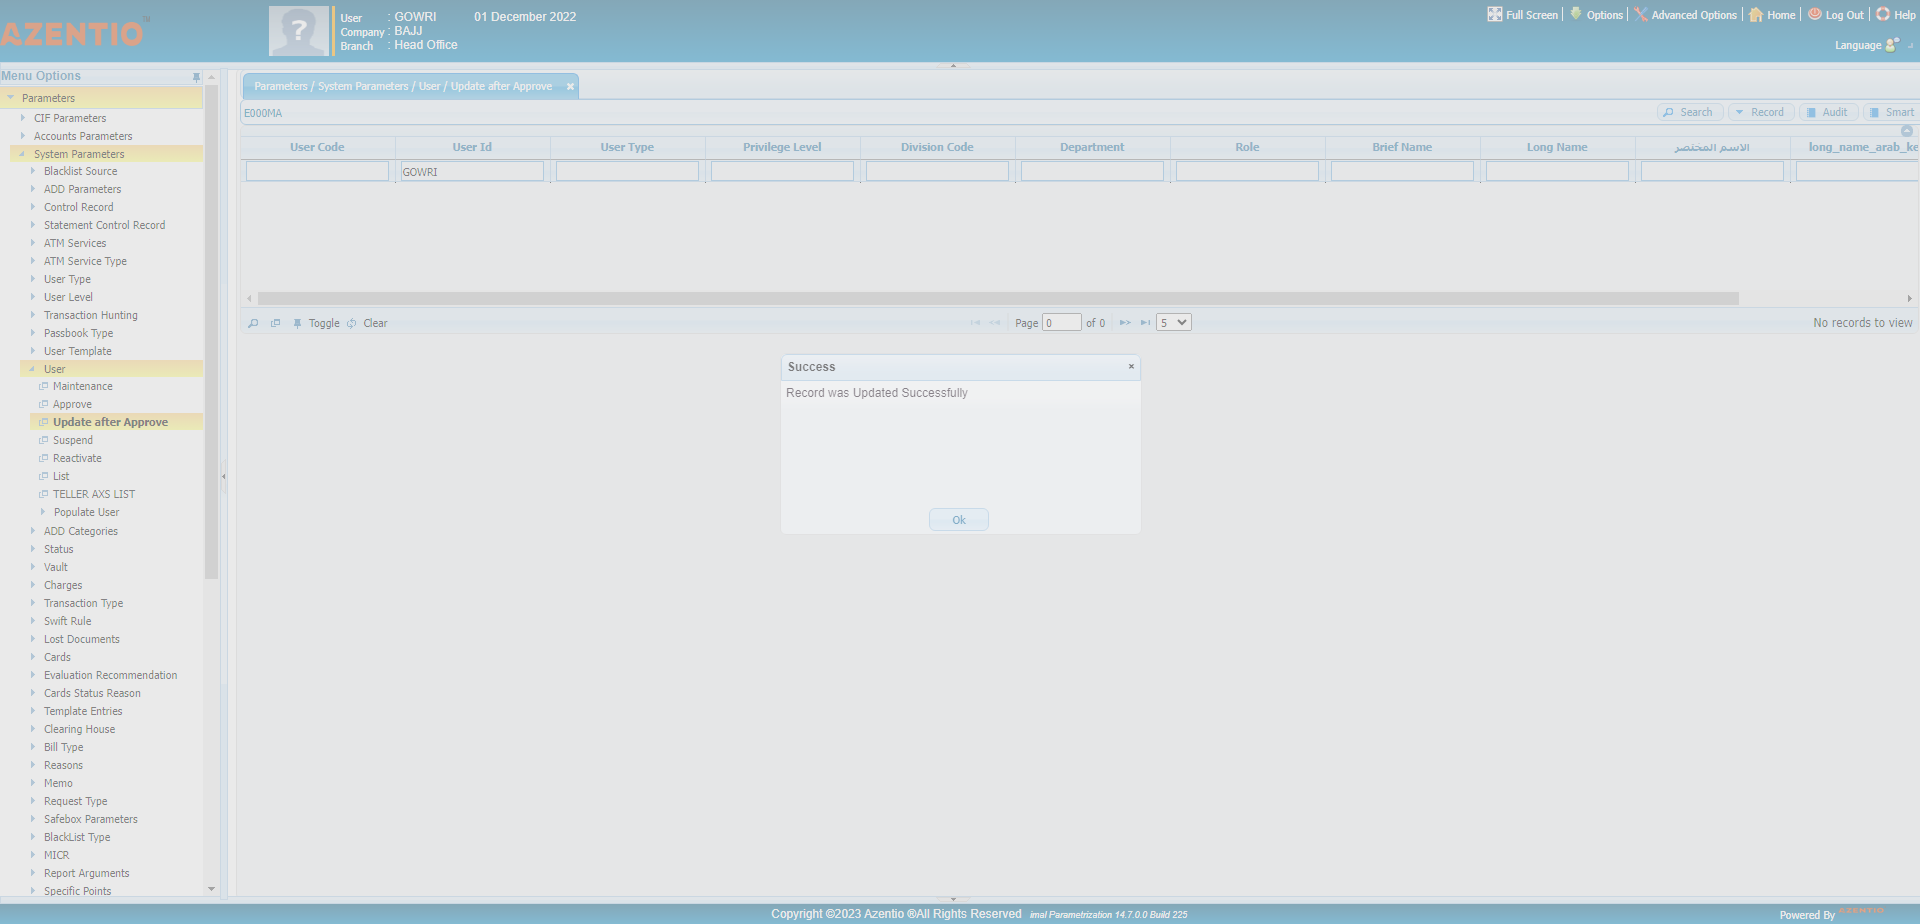 AZENTIO™
User : GOWRI 01 December 2022
Company : BAJJ
Branch : Head Office
Full Screen Options Advanced Options Home Log Out Help
Language
Menu Options
Parameters
CIF Parameters
Accounts Parameters
System Parameters
Blacklist Source
ADD Parameters
Control Record
Statement Control Record
ATM Services
ATM Service Type
User Type
User Level
Transaction Hunting
Passbook Type
User Template
User
Maintenance
Approve
Update after Approve
Suspend
Reactivate
List
TELLER AXS LIST
Populate User
ADD Categories
Status
Vault
Charges
Transaction Type
Swift Rule
Lost Documents
Cards
Evaluation Recommendation
Cards Status Reason
Template Entries
Clearing House
Bill Type
Reasons
Memo
Request Type
Safebox Parameters
BlackList Type
MICR
Report Arguments
Specific Points
Parameters / System Parameters / User / Update after Approve
E000MA
Search Record Audit Smart
User Code User Id User Type Privilege Level Division Code Department Role Brief Name Long Name الاسم المختصر long_name_arab_ke
GOWRI
Toggle Clear
Page 0 of 0 5
No records to view
Success
Record was Updated Successfully
Ok
Copyright ©2023 Azentio ®All Rights Reserved imal Parametrization 14.7.0.0 Build 225
Powered By AZENTIO